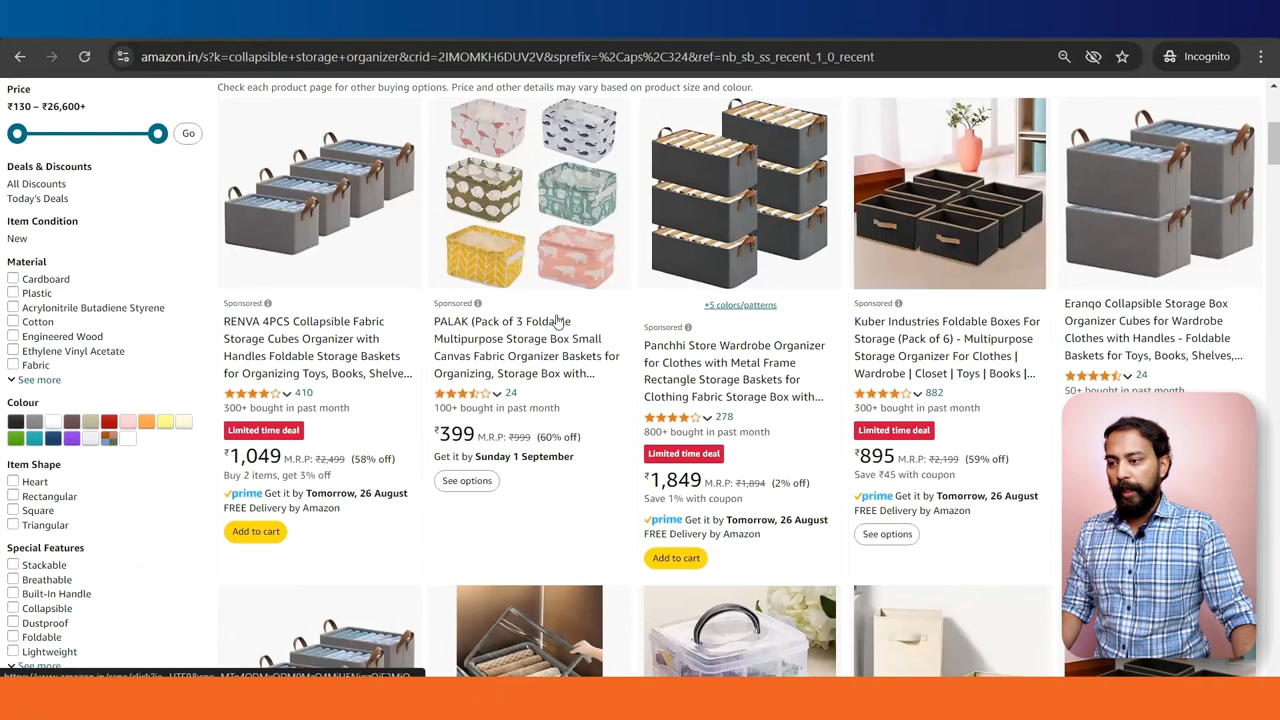 amazon.in/s?k=collapsible+storage+organizer&crid=2IMOMKH6DUV2V&sprefix=%2Caps%2C324&ref=nb_sb_ss_recent_1_0_recent
Incognito
Check each product page for other buying options. Price and other details may vary based on product size and colour.
Price
₹130 – ₹26,600+
Go
Deals & Discounts
All Discounts
Today's Deals
Item Condition
New
Material
Cardboard
Plastic
Acrylonitrile Butadiene Styrene
Cotton
Engineered Wood
Ethylene Vinyl Acetate
Fabric
See more
Colour
Item Shape
Heart
Rectangular
Square
Triangular
Special Features
Stackable
Breathable
Built-In Handle
Collapsible
Dustproof
Foldable
Lightweight
See more
Sponsored
RENVA 4PCS Collapsible Fabric
Storage Cubes Organizer with
Handles Foldable Storage Baskets
for Organizing Toys, Books, Shelve...
410
300+ bought in past month
Limited time deal
₹1,049 M.R.P: ₹2,499 (58% off)
Buy 2 items, get 3% off
prime Get it by Tomorrow, 26 August
FREE Delivery by Amazon
Add to cart
Sponsored
PALAK (Pack of 3 Foldable
Multipurpose Storage Box Small
Canvas Fabric Organizer Baskets for
Organizing, Storage Box with...
24
100+ bought in past month
₹399 M.R.P: ₹999 (60% off)
Get it by Sunday 1 September
See options
+5 colors/patterns
Sponsored
Panchhi Store Wardrobe Organizer
for Clothes with Metal Frame
Rectangle Storage Baskets for
Clothing Fabric Storage Box with...
278
800+ bought in past month
Limited time deal
₹1,849 M.R.P: ₹1,894 (2% off)
Save 1% with coupon
prime Get it by Tomorrow, 26 August
FREE Delivery by Amazon
Add to cart
Sponsored
Kuber Industries Foldable Boxes For
Storage (Pack of 6) - Multipurpose
Storage Organizer For Clothes |
Wardrobe | Closet | Toys | Books |...
882
300+ bought in past month
Limited time deal
₹895 M.R.P: ₹2,199 (59% off)
Save ₹45 with coupon
prime Get it by Tomorrow, 26 August
FREE Delivery by Amazon
See options
Eranqo Collapsible Storage Box
Organizer Cubes for Wardrobe
Clothes with Handles - Foldable
Baskets for Toys, Books, Shelves,...
24
50+ bought in past month